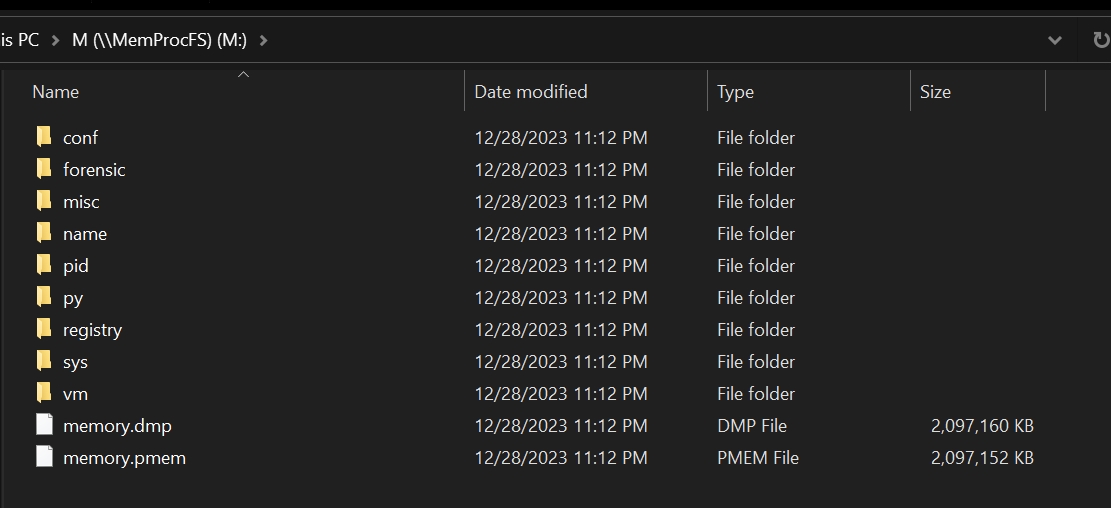 is PC > M (\\MemProcFS) (M:) >
Name Date modified Type Size
conf 12/28/2023 11:12 PM File folder
forensic 12/28/2023 11:12 PM File folder
misc 12/28/2023 11:12 PM File folder
name 12/28/2023 11:12 PM File folder
pid 12/28/2023 11:12 PM File folder
py 12/28/2023 11:12 PM File folder
registry 12/28/2023 11:12 PM File folder
sys 12/28/2023 11:12 PM File folder
vm 12/28/2023 11:12 PM File folder
memory.dmp 12/28/2023 11:12 PM DMP File 2,097,160 KB
memory.pmem 12/28/2023 11:12 PM PMEM File 2,097,152 KB